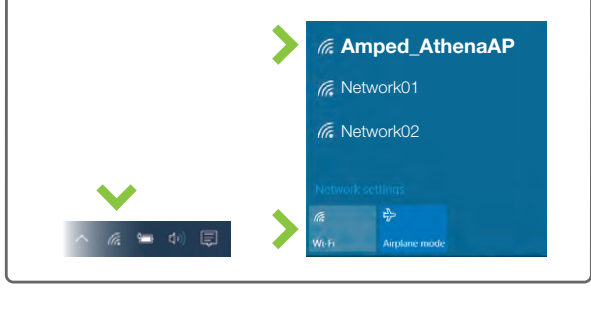 Amped_AthenaAP
Network01
Network02
Network settings
Wi-Fi
Airplane mode